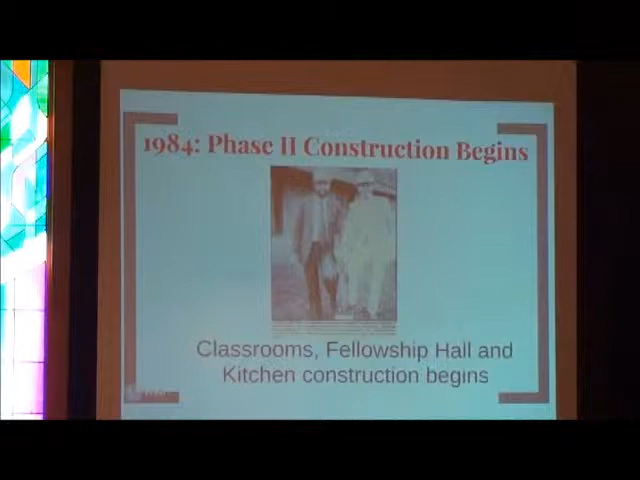 1984: Phase II Construction Begins
Classrooms, Fellowship Hall and
Kitchen construction begins